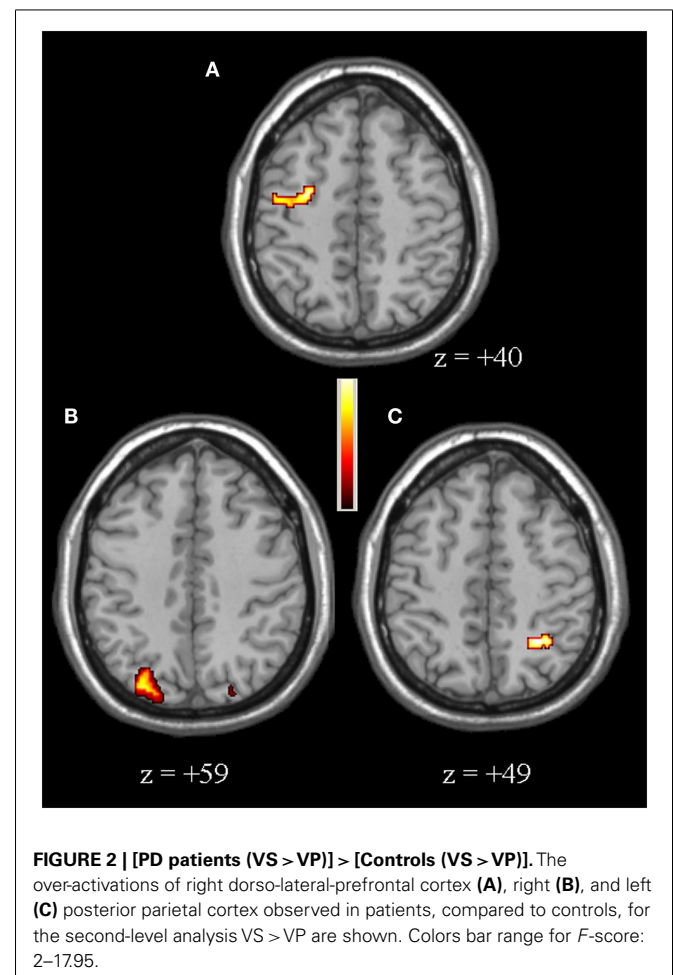 A
z = +40
B
C
z = +59
z = +49
FIGURE 2 | [PD patients (VS > VP)] > [Controls (VS > VP)]. The
over-activations of right dorso-lateral-prefrontal cortex (A), right (B), and left
(C) posterior parietal cortex observed in patients, compared to controls, for
the second-level analysis VS > VP are shown. Colors bar range for F-score:
2–17.95.